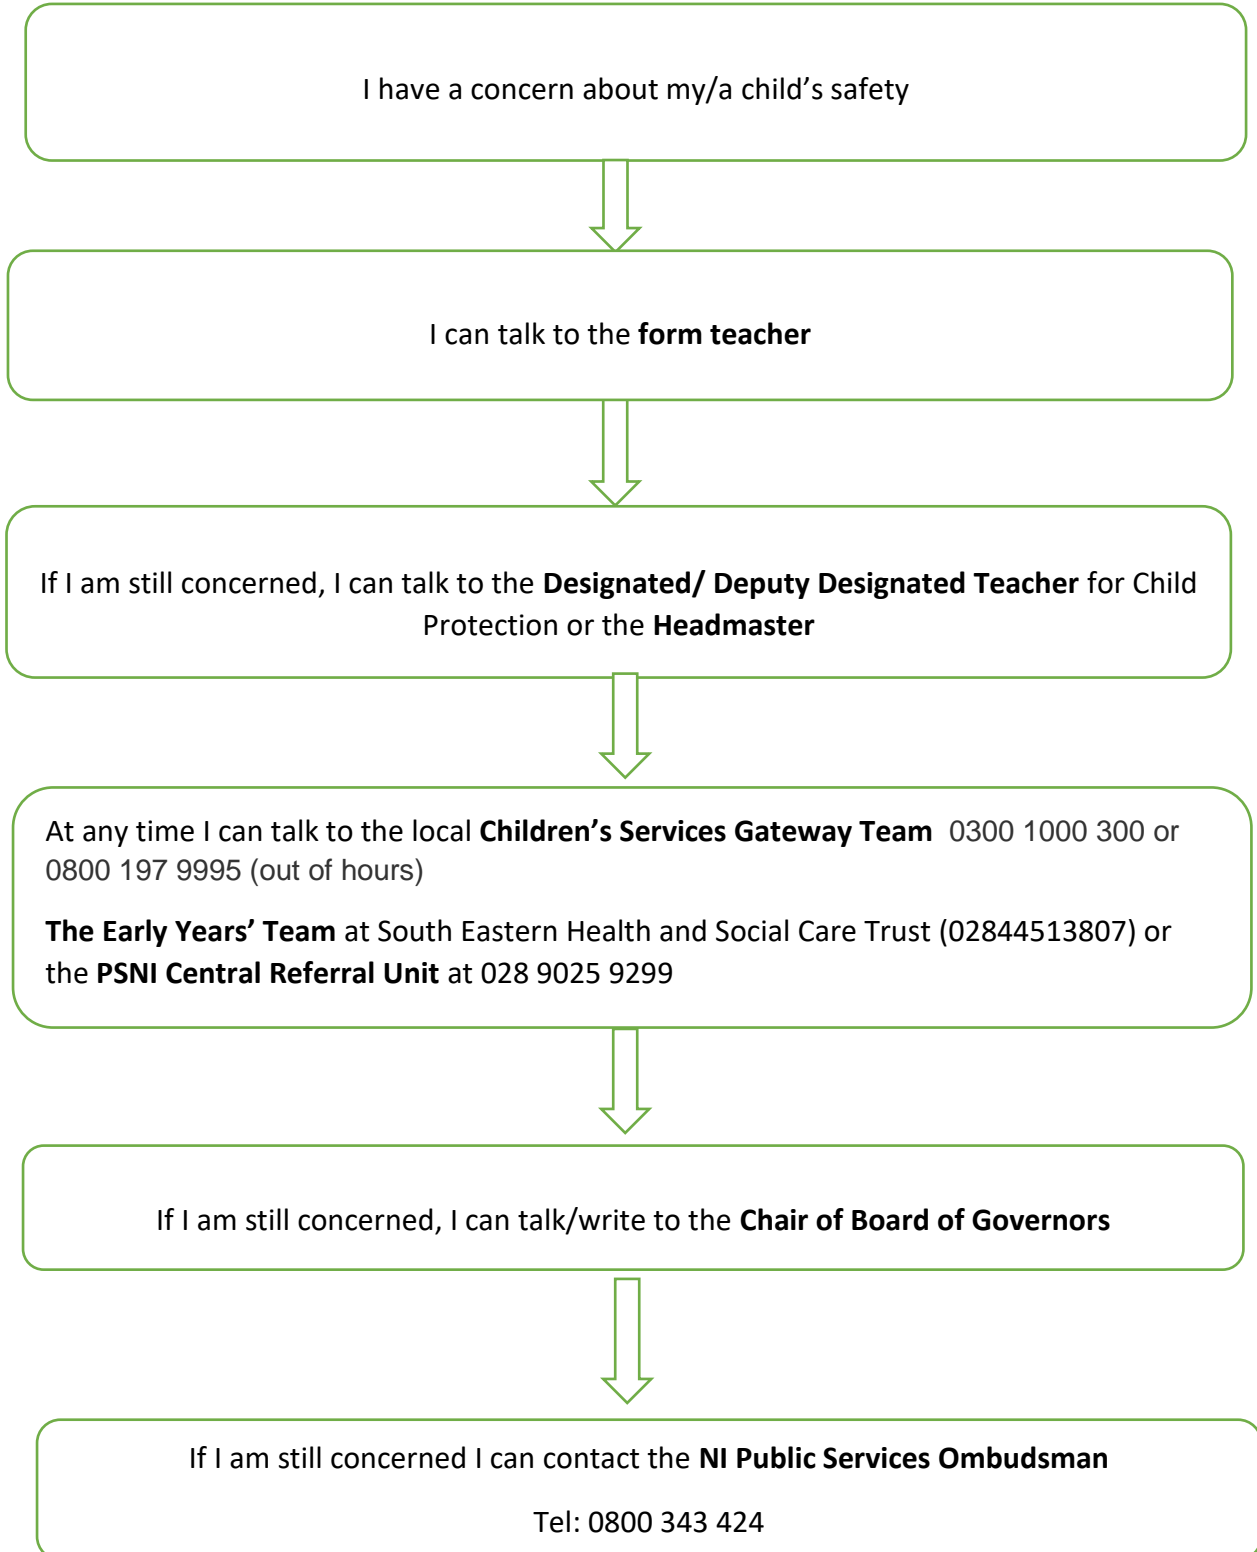 I have a concern about my/a child’s safety
I can talk to the form teacher
If I am still concerned, I can talk to the Designated/ Deputy Designated Teacher for Child
Protection or the Headmaster
At any time I can talk to the local Children’s Services Gateway Team 0300 1000 300 or
0800 197 9995 (out of hours)
The Early Years’ Team at South Eastern Health and Social Care Trust (02844513807) or
the PSNI Central Referral Unit at 028 9025 9299
If I am still concerned, I can talk/write to the Chair of Board of Governors
If I am still concerned I can contact the NI Public Services Ombudsman
Tel: 0800 343 424